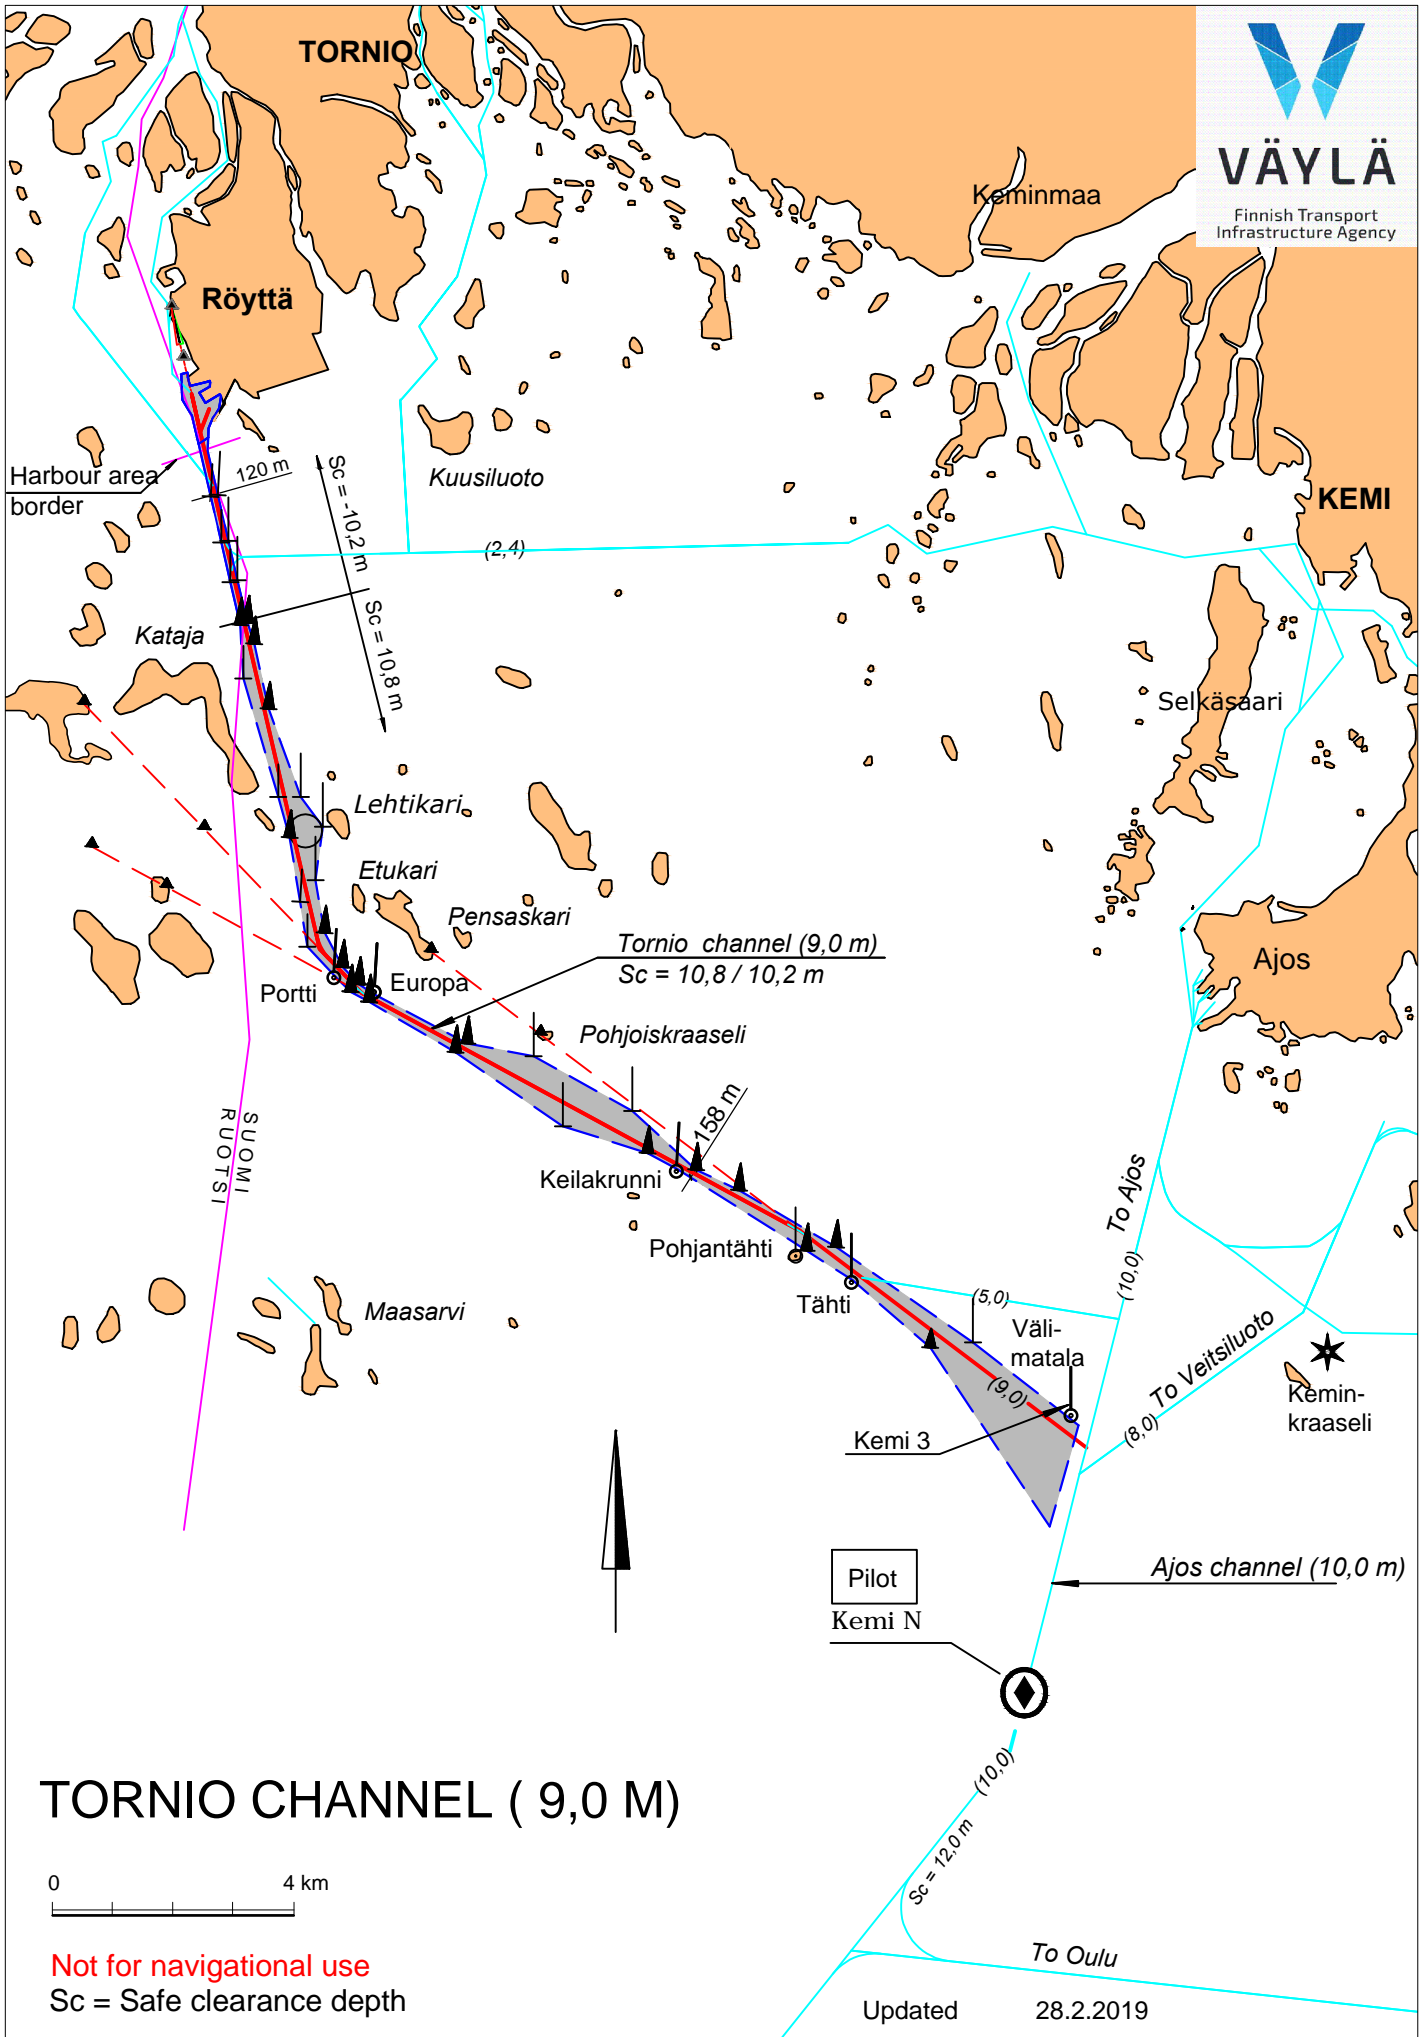 TORNIO
VÄYLÄ
Finnish Transport
Infrastructure Agency
Keminmaa
Röyttä
Harbour area
border
120 m
Sc = -10,2 m
Sc = 10,8 m
Kuusiluoto
(2,4)
KEMI
Kataja
Selkäsaari
Lehtikari
Etukari
Pensaskari
Tornio channel (9,0 m)
Sc = 10,8 / 10,2 m
Ajos
Portti
Europa
Pohjoiskraaseli
158 m
SUOMI
RUOTSI
Keilakrunni
To Ajos
(10,0)
Pohjantähti
Tähti
(5,0)
Maasarvi
Väli-
matala
(9,0)
To Veitsiluoto
(8,0)
Kemin-
kraaseli
Kemi 3
Pilot
Kemi N
Ajos channel (10,0 m)
(10,0)
Sc = 12,0 m
TORNIO CHANNEL ( 9,0 M)
0 4 km
Not for navigational use
Sc = Safe clearance depth
To Oulu
Updated 28.2.2019